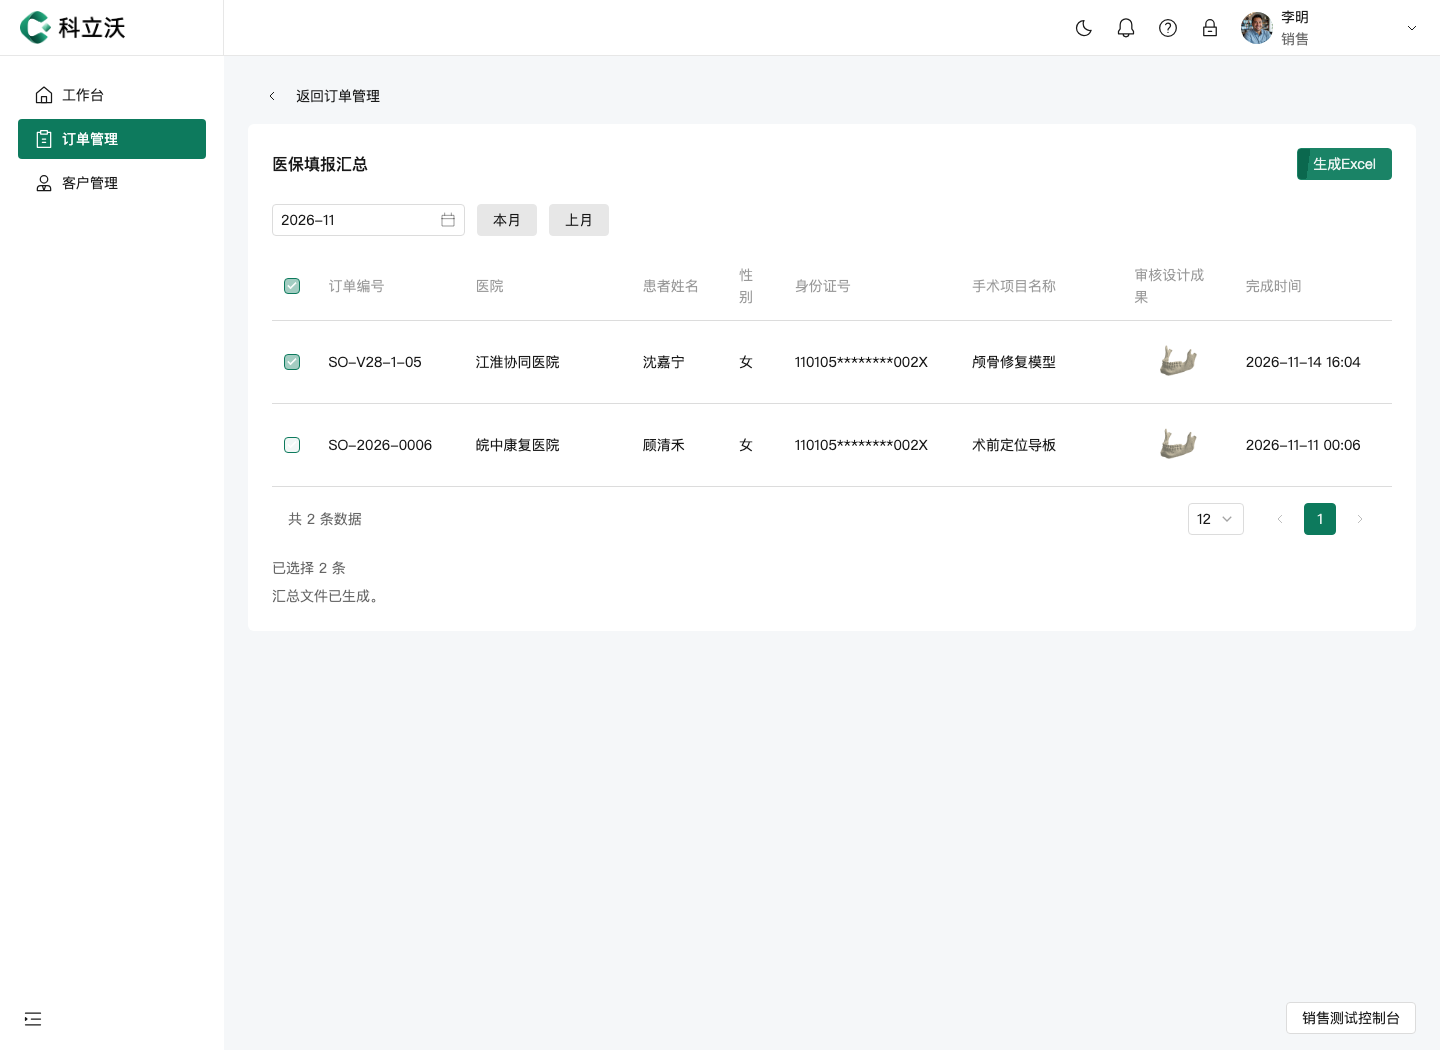 科立沃
李明
销售
工作台
订单管理
客户管理
返回订单管理
医保填报汇总
生成Excel
2026-11
本月
上月
订单编号 医院 患者姓名 性别 身份证号 手术项目名称 审核设计成果 完成时间
SO-V28-1-05 江淮协同医院 沈嘉宁 女 110105********002X 颅骨修复模型 2026-11-14 16:04
SO-2026-0006 皖中康复医院 顾清禾 女 110105********002X 术前定位导板 2026-11-11 00:06
共 2 条数据
12
1
已选择 2 条
汇总文件已生成。
销售测试控制台